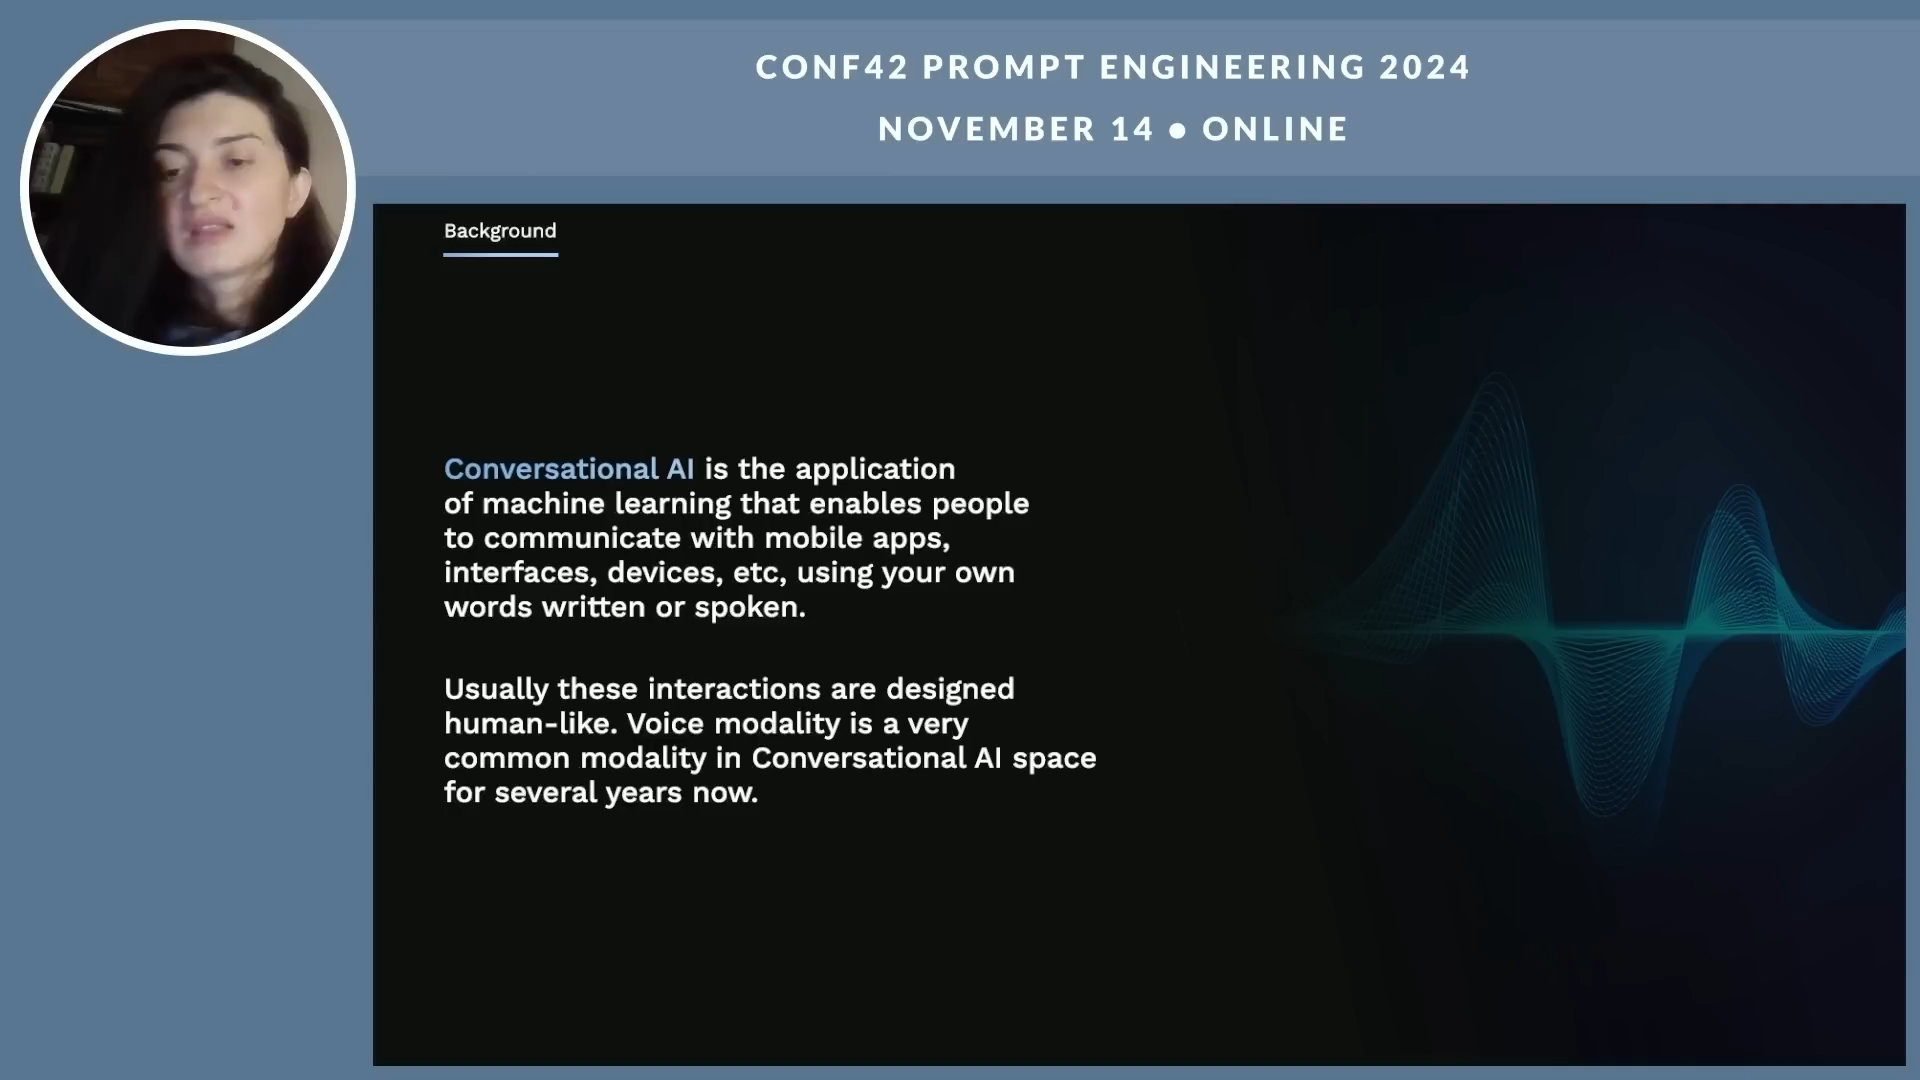 CONF42 PROMPT ENGINEERING 2024
NOVEMBER 14 ● ONLINE
Background
Conversational AI is the application
of machine learning that enables people
to communicate with mobile apps,
interfaces, devices, etc, using your own
words written or spoken.
Usually these interactions are designed
human-like. Voice modality is a very
common modality in Conversational AI space
for several years now.